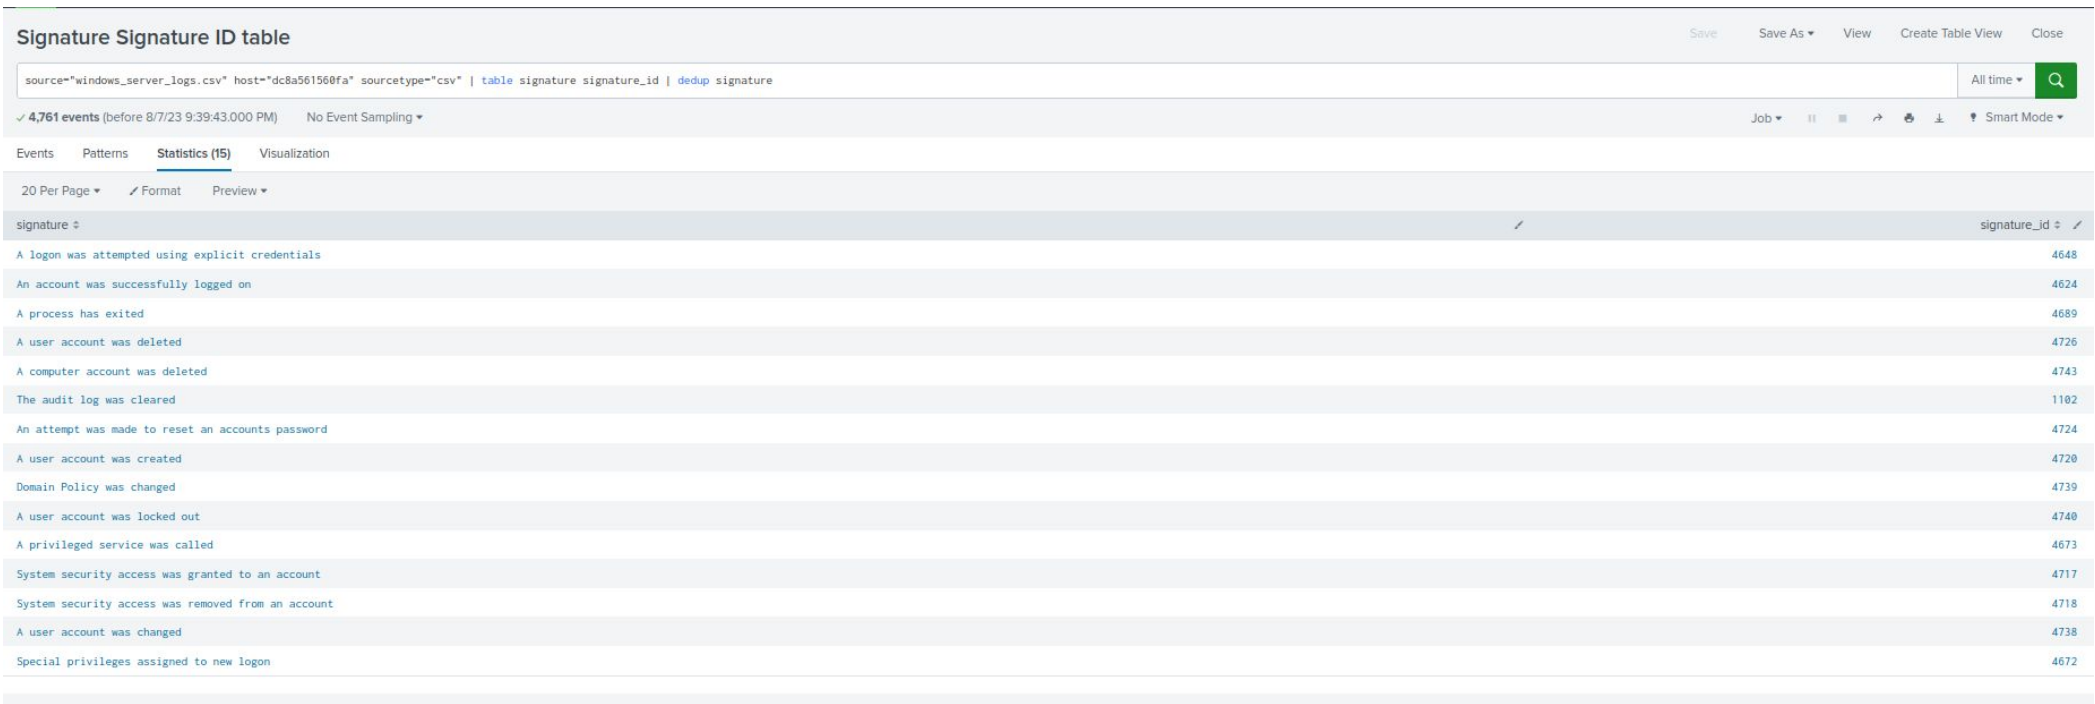 Signature Signature ID table
Save Save As View Create Table View Close
source="windows_server_logs.csv" host="dc8a561560fa" sourcetype="csv" | table signature signature_id | dedup signature
All time
4,761 events (before 8/7/23 9:39:43.000 PM) No Event Sampling
Job Smart Mode
Events Patterns Statistics (15) Visualization
20 Per Page Format Preview
signature signature_id
A logon was attempted using explicit credentials 4648
An account was successfully logged on 4624
A process has exited 4689
A user account was deleted 4726
A computer account was deleted 4743
The audit log was cleared 1102
An attempt was made to reset an accounts password 4724
A user account was created 4720
Domain Policy was changed 4739
A user account was locked out 4740
A privileged service was called 4673
System security access was granted to an account 4717
System security access was removed from an account 4718
A user account was changed 4738
Special privileges assigned to new logon 4672